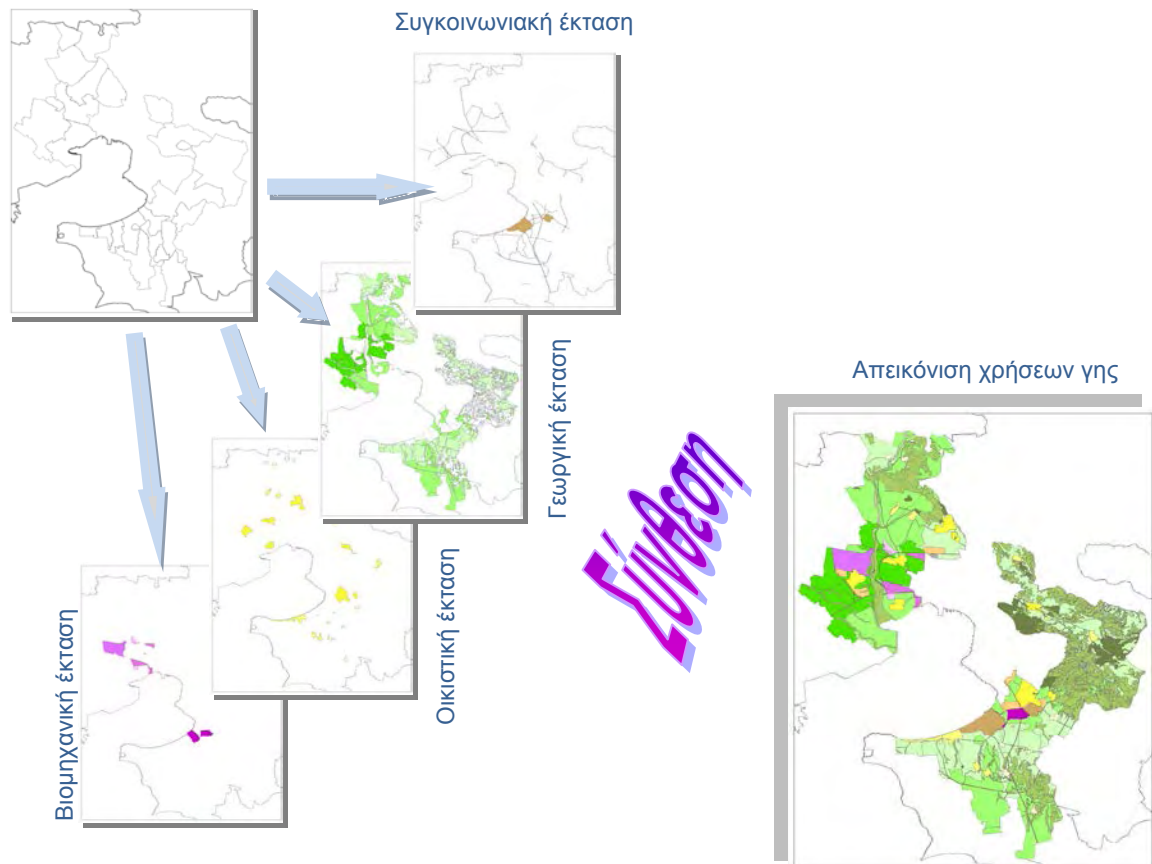 Συγκοινωνιακή έκταση
Γεωργική έκταση
Απεικόνιση χρήσεων γης
Σύνθεση
Οικιστική έκταση
Βιομηχανική έκταση